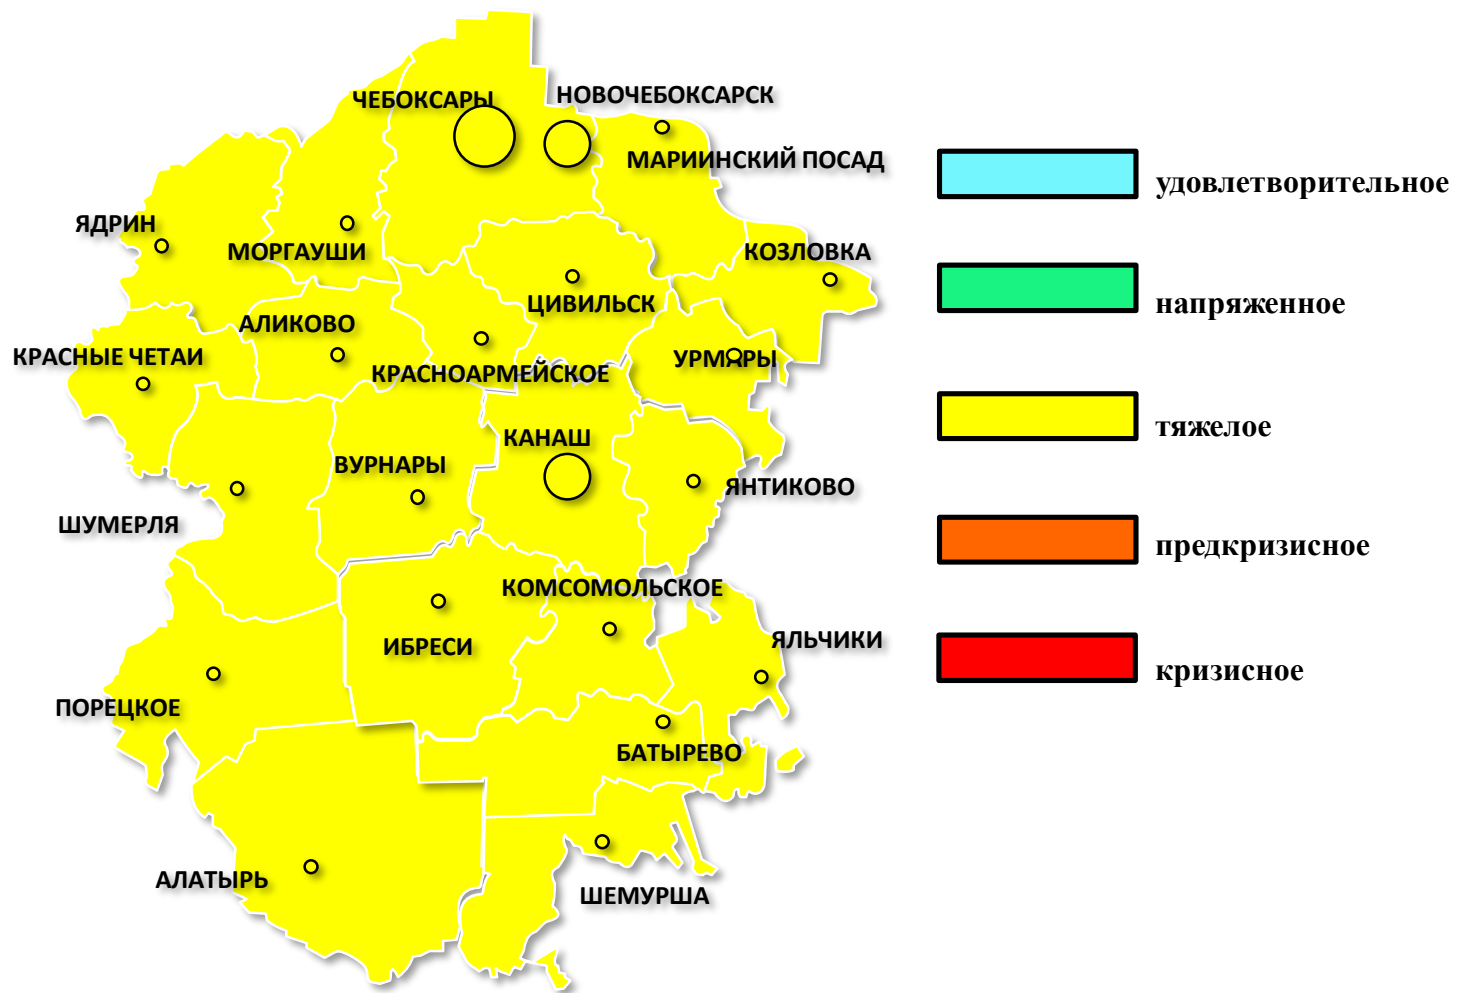 ЧЕБОКСАРЫ
НОВОЧЕБОКСАРСК
МАРИИНСКИЙ ПОСАД
ЯДРИН
МОРГАУШИ
КОЗЛОВКА
ЦИВИЛЬСК
АЛИКОВО
КРАСНЫЕ ЧЕТАИ
КРАСНОАРМЕЙСКОЕ
УРМАРЫ
КАНАШ
ВУРНАРЫ
ЯНТИКОВО
ШУМЕРЛЯ
КОМСОМОЛЬСКОЕ
ИБРЕСИ
ЯЛЬЧИКИ
ПОРЕЦКОЕ
БАТЫРЕВО
АЛАТЫРЬ
ШЕМУРША
удовлетворительное
напряженное
тяжелое
предкризисное
кризисное